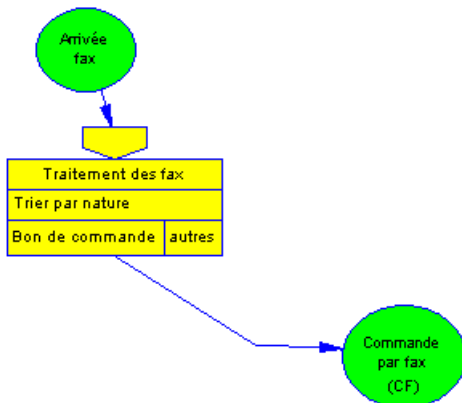 Arrivée
fax
Traitement des fax
Trier par nature
Bon de commande autres
Commande
par fax
(CF)